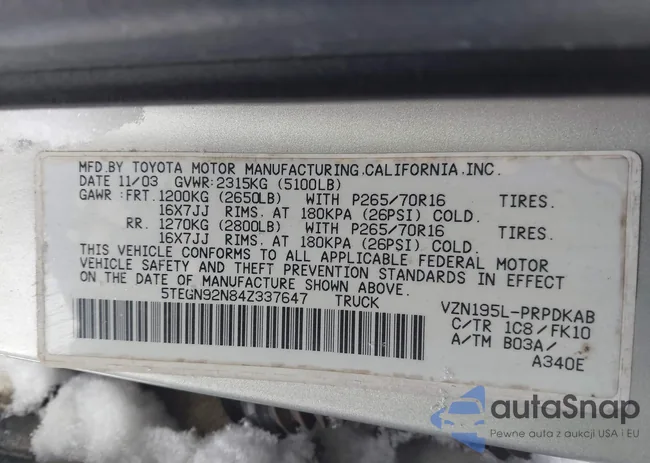 MFD.BY TOYOTA MOTOR MANUFACTURING.CALIFORNIA.INC.
DATE 11/03 GVWR:2315KG (5100LB)
GAWR:FRT.1200KG (2650LB) WITH P265/70R16 TIRES.
16X7JJ RIMS. AT 180KPA (26PSI) COLD.
RR. 1270KG (2800LB) WITH P265/70R16 TIRES.
16X7JJ RIMS. AT 180KPA (26PSI) COLD.
THIS VEHICLE CONFORMS TO ALL APPLICABLE FEDERAL MOTOR
VEHICLE SAFETY AND THEFT PREVENTION STANDARDS IN EFFECT
ON THE DATE OF MANUFACTURE SHOWN ABOVE.
5TEGN92N84Z337647 TRUCK VZN195L-PRPDKAB
C/TR 1C8/FK10
A/TM B03A/
A340E
autaSnap
Pewne auta z aukcji USA i EU